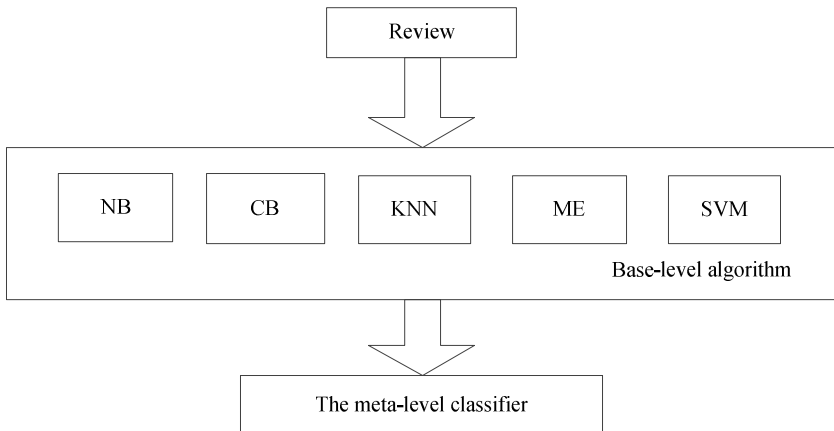 Review
NB CB KNN ME SVM
Base-level algorithm
The meta-level classifier